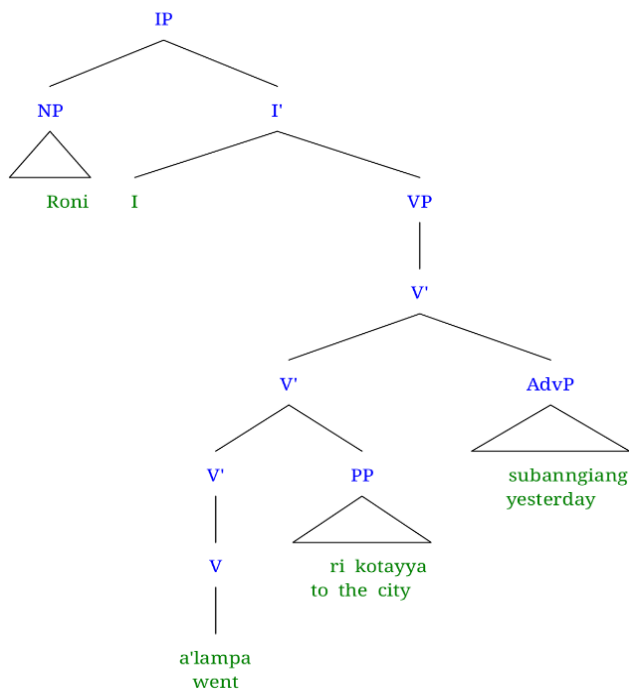 IP
NP I'
Roni I VP
V'
V' AdvP
V' PP subanngiang
yesterday
V ri kotayya
to the city
a'lampa
went